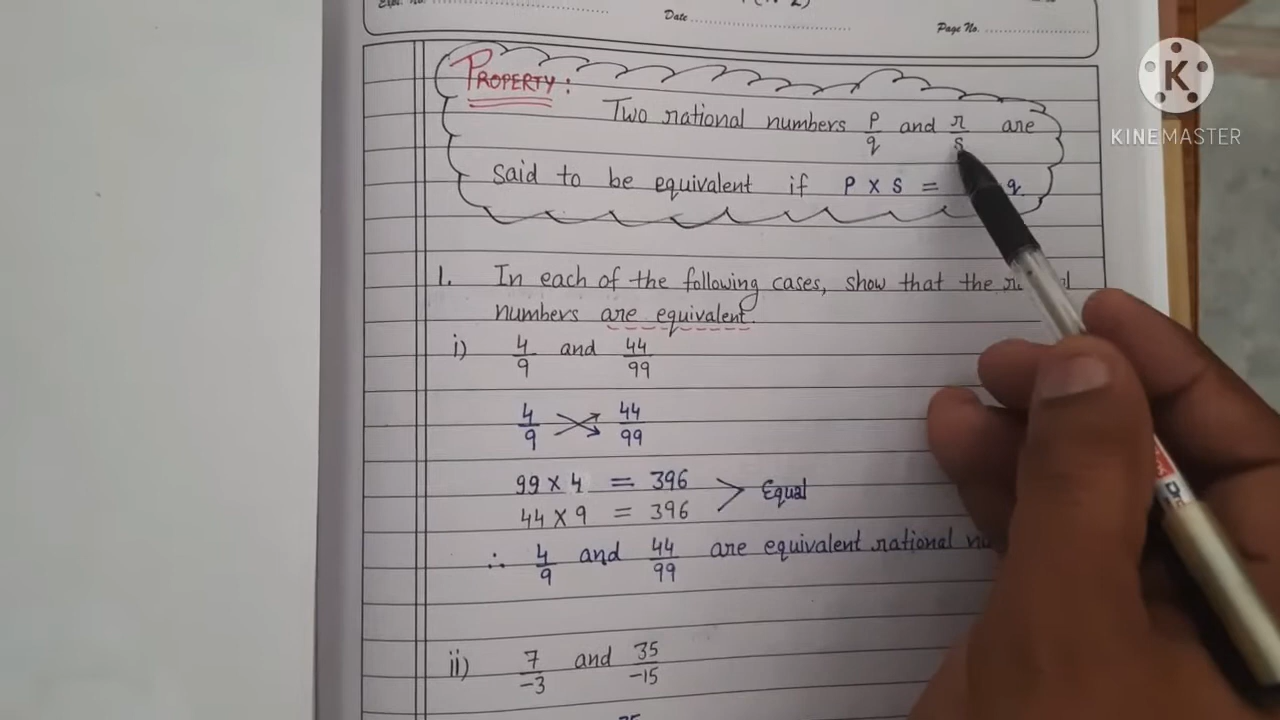 Date
Page No.
PROPERTY:
Two rational numbers p/q and r/s are
said to be equivalent if P × S = q.
1. In each of the following cases, show that the
numbers are equivalent.
i) 4/9 and 44/99
4/9 44/99
99 × 4 = 396
44 × 9 = 396 > Equal
∴ 4/9 and 44/99 are equivalent rational
ii) 7/-3 and 35/-15
K
KINEMASTER